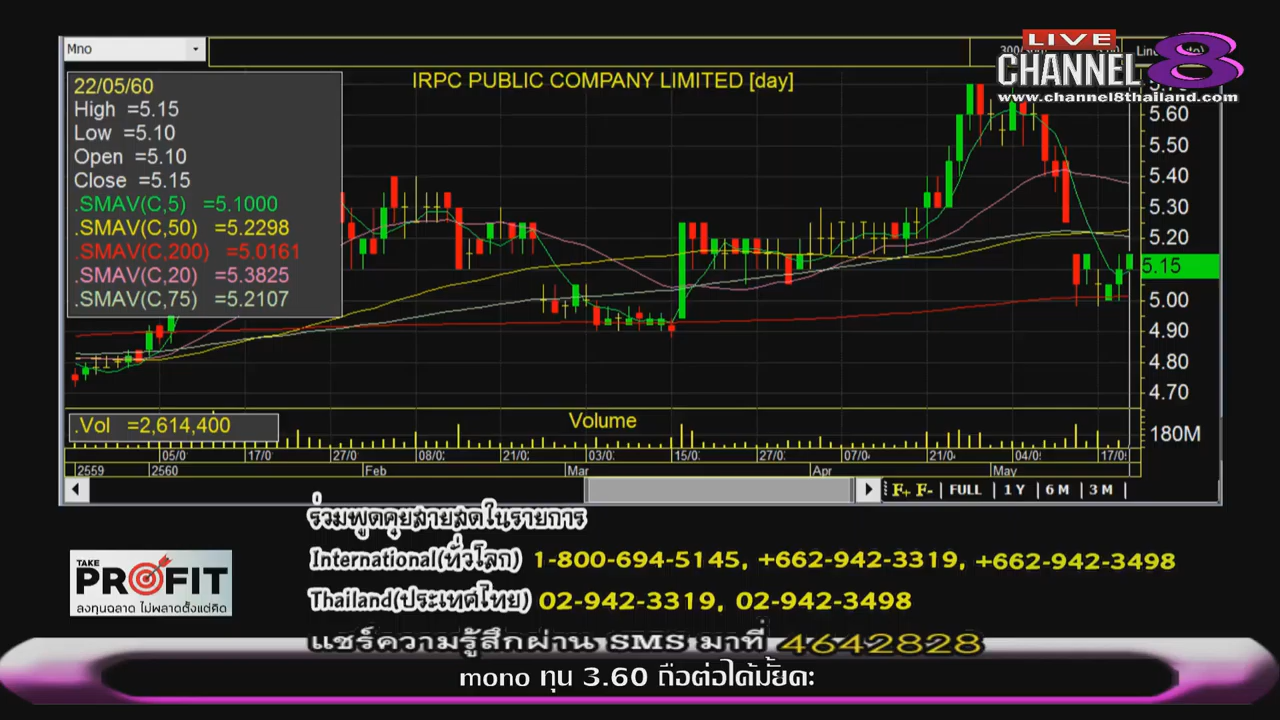 Mno
LIVE
CHANNEL 8
www.channel8thailand.com
IRPC PUBLIC COMPANY LIMITED [day]
22/05/60
High =5.15
Low =5.10
Open =5.10
Close =5.15
.SMAV(C,5) =5.1000
.SMAV(C,50) =5.2298
.SMAV(C,200) =5.0161
.SMAV(C,20) =5.3825
.SMAV(C,75) =5.2107
5.60
5.50
5.40
5.30
5.20
5.15
5.00
4.90
4.80
4.70
.Vol =2,614,400
Volume
180M
05/0 17/0 27/0 08/0 21/0 03/0 15/0 27/0 07/0 21/0 04/0 17/0
2559 2560 Feb Mar Apr May
F+ F- FULL 1 Y 6 M 3 M
ร่วมพูดคุยสายสดในรายการ
International(ทั่วโลก) 1-800-694-5145, +662-942-3319, +662-942-3498
Thailand(ประเทศไทย) 02-942-3319, 02-942-3498
TAKE
PROFIT
ลงทุนฉลาด ไม่พลาดตั้งแต่คิด
แชร์ความรู้สึกผ่าน SMS มาที่ 4642828
mono ทุน 3.60 ถือต่อได้มั้ยคะ